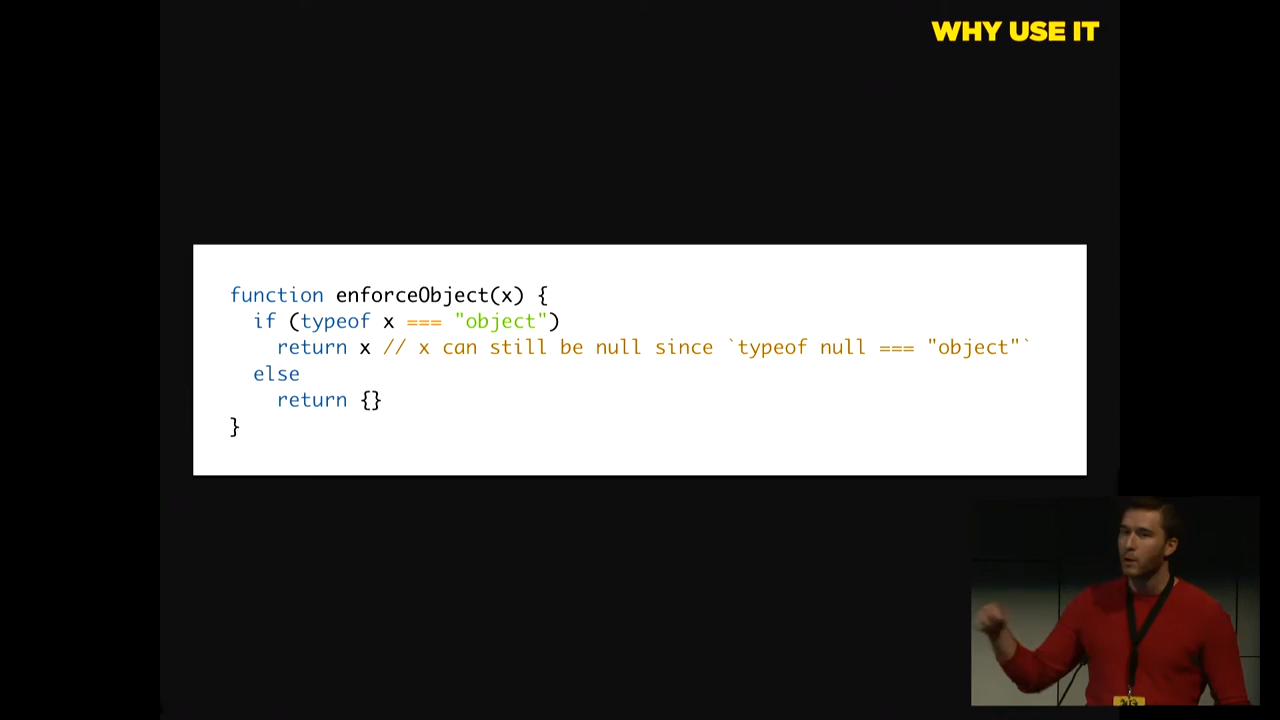 WHY USE IT
function enforceObject(x) {
  if (typeof x === "object")
    return x // x can still be null since `typeof null === "object"`
  else
    return {}
}